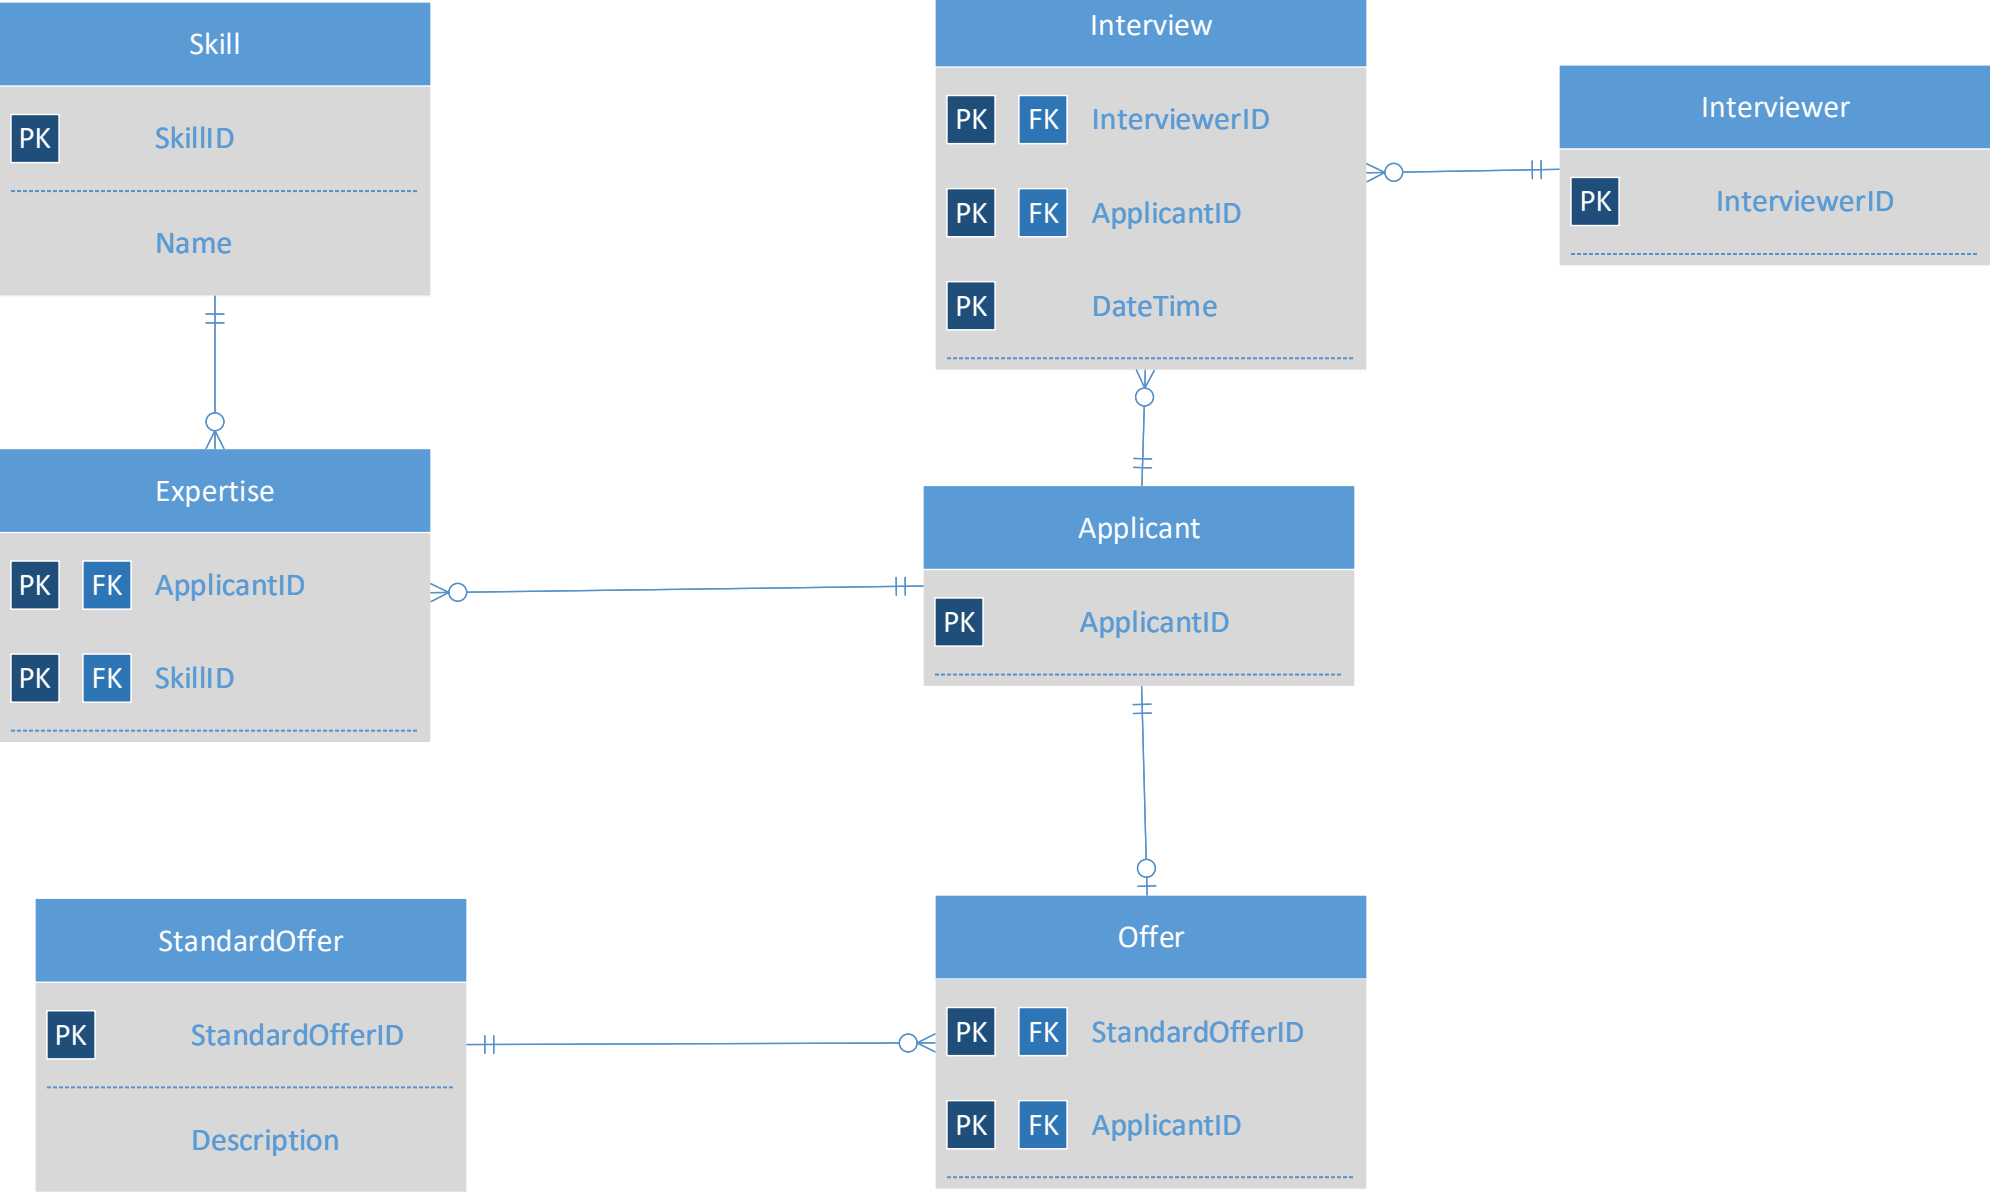 Skill
PK SkillID
Name
Interview
PK FK InterviewerID
PK FK ApplicantID
PK DateTime
Interviewer
PK InterviewerID
Expertise
PK FK ApplicantID
PK FK SkillID
Applicant
PK ApplicantID
StandardOffer
PK StandardOfferID
Description
Offer
PK FK StandardOfferID
PK FK ApplicantID